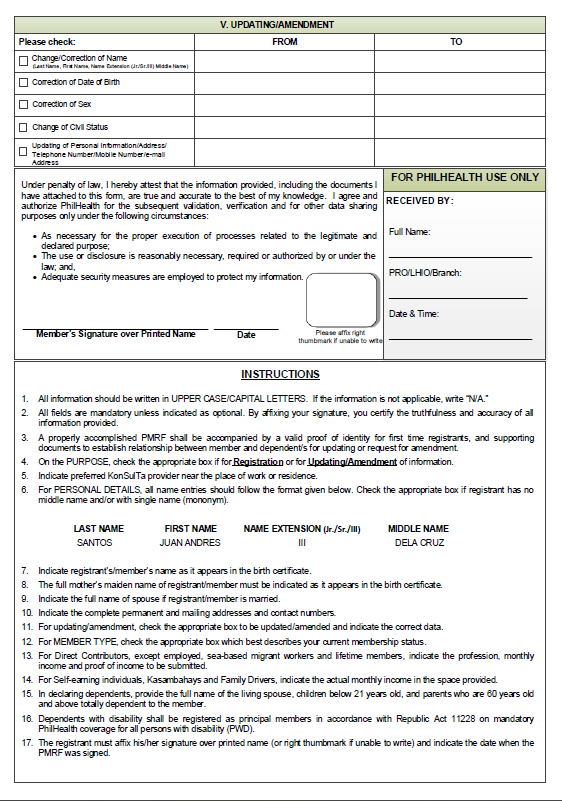 V. UPDATING/AMENDMENT
Please check: FROM TO
Change/Correction of Name
(Last Name, First Name, Name Extension (Jr./Sr./III) Middle Name)
Correction of Date of Birth
Correction of Sex
Change of Civil Status
Updating of Personal Information/Address/
Telephone Number/Mobile Number/e-mail
Address
Under penalty of law, I hereby attest that the information provided, including the documents I
have attached to this form, are true and accurate to the best of my knowledge. I agree and
authorize PhilHealth for the subsequent validation, verification and for other data sharing
purposes only under the following circumstances:
• As necessary for the proper execution of processes related to the legitimate and
declared purpose;
• The use or disclosure is reasonably necessary, required or authorized by or under the
law; and,
• Adequate security measures are employed to protect my information.
Member's Signature over Printed Name Date
Please affix right
thumbmark if unable to write
FOR PHILHEALTH USE ONLY
RECEIVED BY:
Full Name:
PRO/LHIO/Branch:
Date & Time:
INSTRUCTIONS
1. All information should be written in UPPER CASE/CAPITAL LETTERS. If the information is not applicable, write "N/A."
2. All fields are mandatory unless indicated as optional. By affixing your signature, you certify the truthfulness and accuracy of all
information provided.
3. A properly accomplished PMRF shall be accompanied by a valid proof of identity for first time registrants, and supporting
documents to establish relationship between member and dependent/s for updating or request for amendment.
4. On the PURPOSE, check the appropriate box if for Registration or for Updating/Amendment of information.
5. Indicate preferred KonSulTa provider near the place of work or residence.
6. For PERSONAL DETAILS, all name entries should follow the format given below. Check the appropriate box if registrant has no
middle name and/or with single name (mononym).
LAST NAME FIRST NAME NAME EXTENSION (Jr./Sr./III) MIDDLE NAME
SANTOS JUAN ANDRES III DELA CRUZ
7. Indicate registrant's/member's name as it appears in the birth certificate.
8. The full mother's maiden name of registrant/member must be indicated as it appears in the birth certificate.
9. Indicate the full name of spouse if registrant/member is married.
10. Indicate the complete permanent and mailing addresses and contact numbers.
11. For updating/amendment, check the appropriate box to be updated/amended and indicate the correct data.
12. For MEMBER TYPE, check the appropriate box which best describes your current membership status.
13. For Direct Contributors, except employed, sea-based migrant workers and lifetime members, indicate the profession, monthly
income and proof of income to be submitted.
14. For Self-earning individuals, Kasambahays and Family Drivers, indicate the actual monthly income in the space provided.
15. In declaring dependents, provide the full name of the living spouse, children below 21 years old, and parents who are 60 years old
and above totally dependent to the member.
16. Dependents with disability shall be registered as principal members in accordance with Republic Act 11228 on mandatory
PhilHealth coverage for all persons with disability (PWD).
17. The registrant must affix his/her signature over printed name (or right thumbmark if unable to write) and indicate the date when the
PMRF was signed.